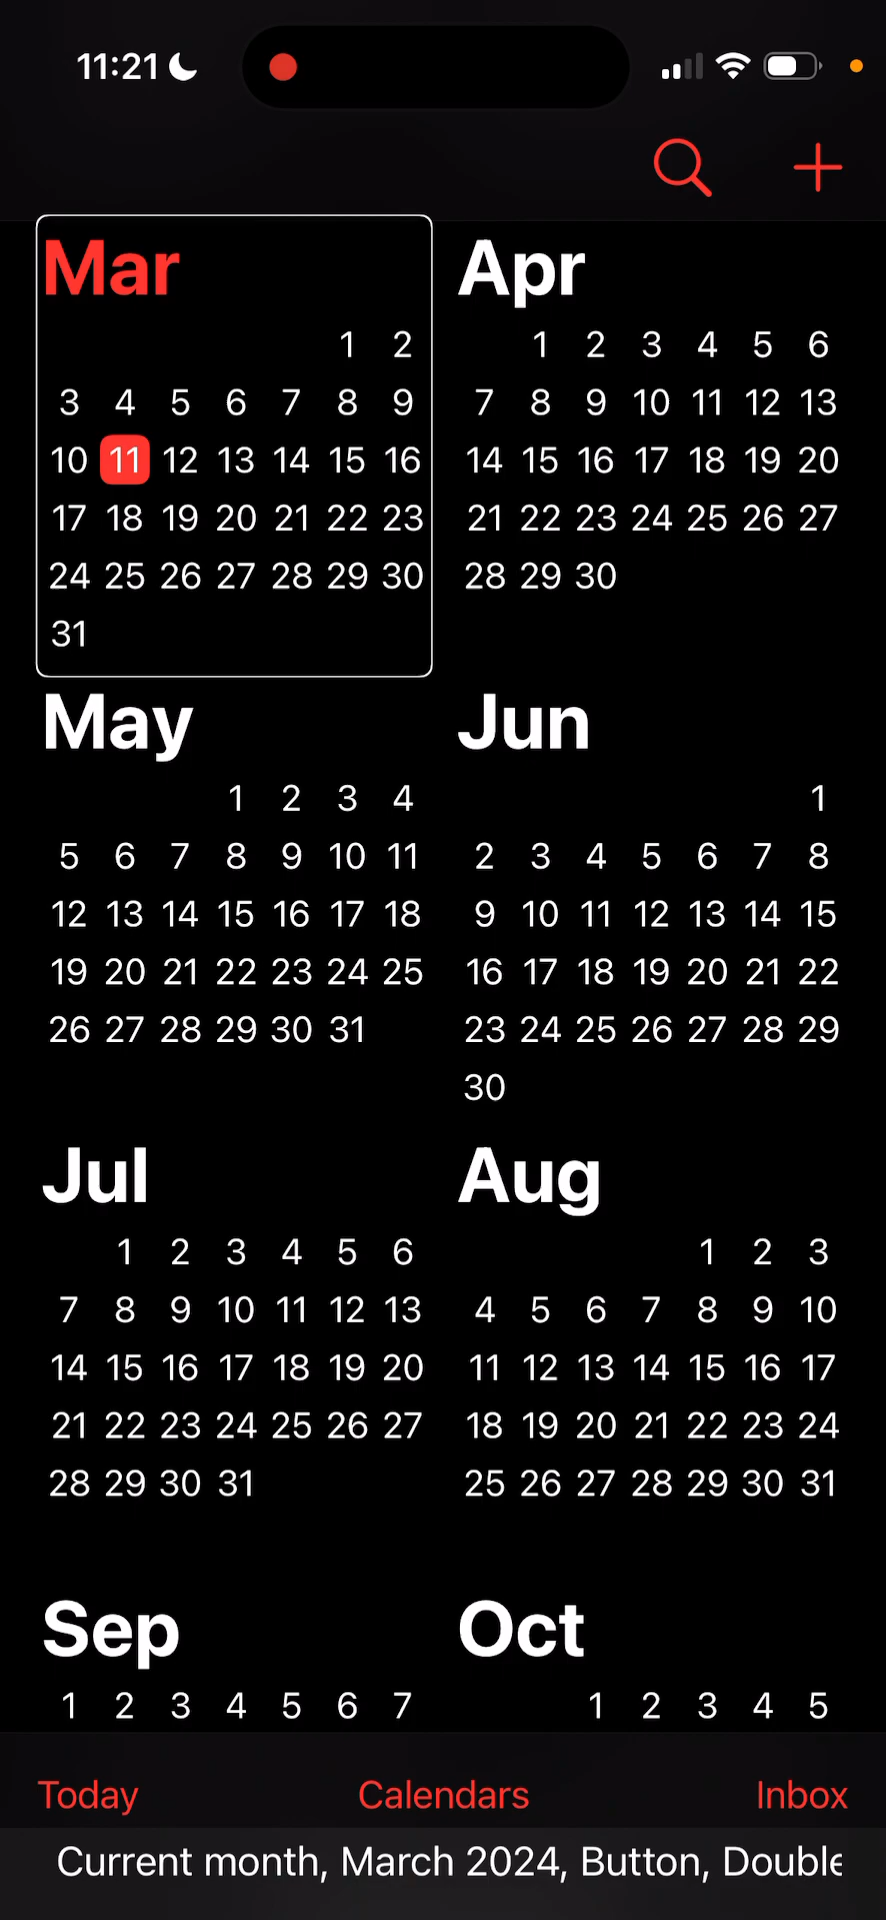 11:21
Mar
1 2
3 4 5 6 7 8 9
10 11 12 13 14 15 16
17 18 19 20 21 22 23
24 25 26 27 28 29 30
31
Apr
1 2 3 4 5 6
7 8 9 10 11 12 13
14 15 16 17 18 19 20
21 22 23 24 25 26 27
28 29 30
May
1 2 3 4
5 6 7 8 9 10 11
12 13 14 15 16 17 18
19 20 21 22 23 24 25
26 27 28 29 30 31
Jun
1
2 3 4 5 6 7 8
9 10 11 12 13 14 15
16 17 18 19 20 21 22
23 24 25 26 27 28 29
30
Jul
1 2 3 4 5 6
7 8 9 10 11 12 13
14 15 16 17 18 19 20
21 22 23 24 25 26 27
28 29 30 31
Aug
1 2 3
4 5 6 7 8 9 10
11 12 13 14 15 16 17
18 19 20 21 22 23 24
25 26 27 28 29 30 31
Sep
1 2 3 4 5 6 7
Oct
1 2 3 4 5
Today Calendars Inbox
Current month, March 2024, Button, Double